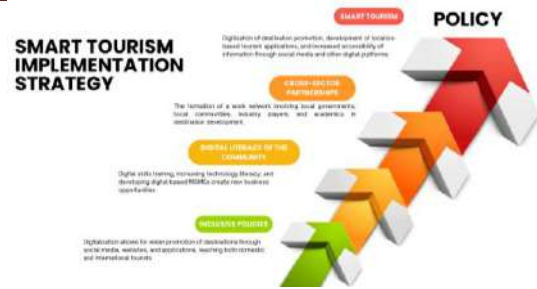 SMART TOURISM
IMPLEMENTATION
STRATEGY
POLICY
SMART TOURISM
Digitization of destination promotion, development of location-
based tourism applications, and increased accessibility of
information through social media and other digital platforms
CROSS-SECTOR
PARTNERSHIPS
The formation of a work network involving local governments,
local communities, industry players, and academics in
destination development.
DIGITAL LITERACY OF THE
COMMUNITY
Digital skills training, increasing technology literacy, and
developing digital-based MSMEs create new business
opportunities
INCLUSIVE POLICIES
Digitalization allows for wider promotion of destinations through
social media, websites, and applications, reaching both domestic
and international tourists